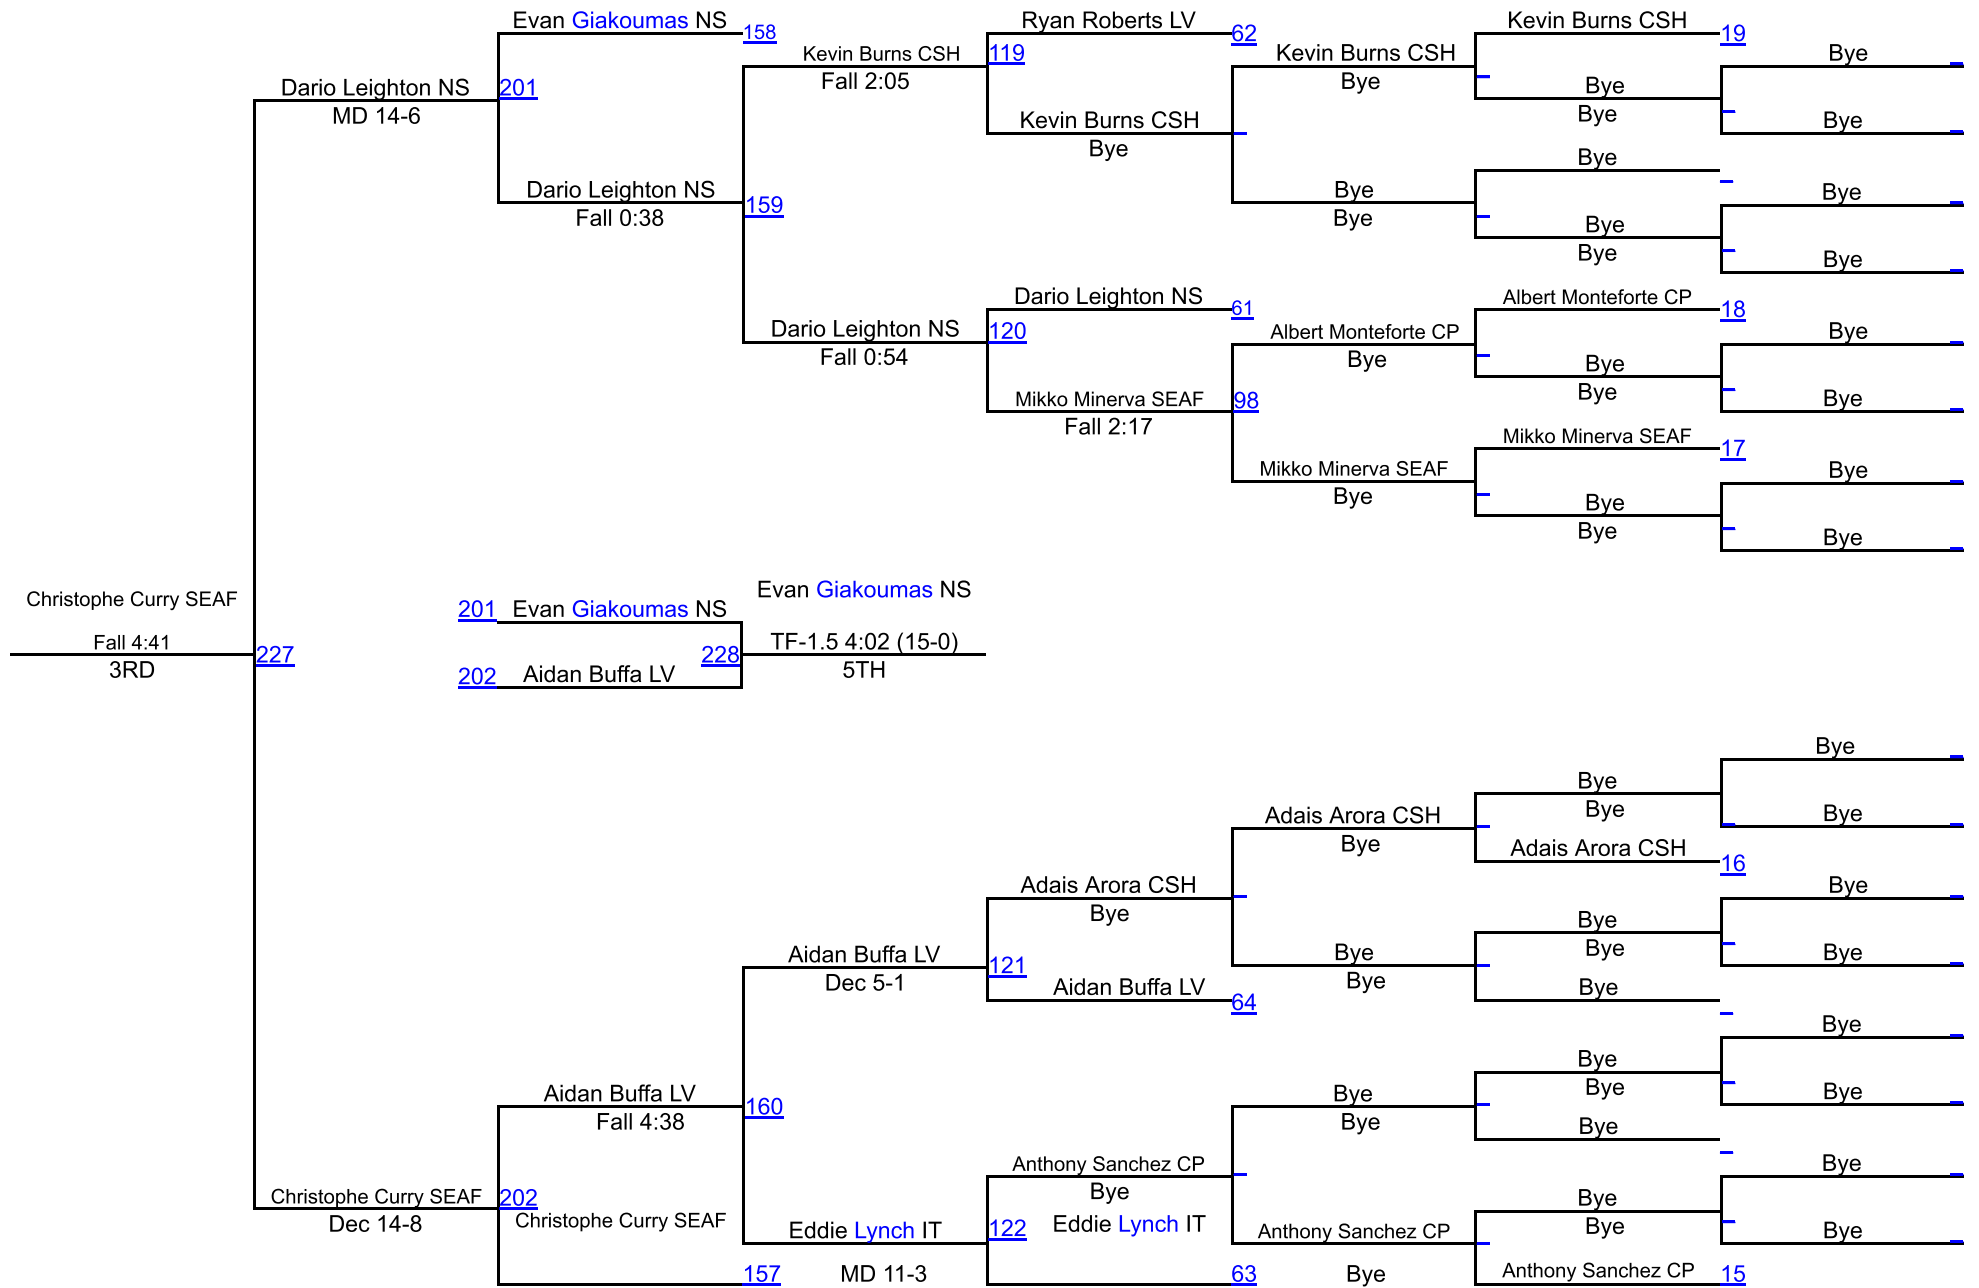 Evan Giakoumas NS
158
Ryan Roberts LV
62
Kevin Burns CSH
19
Kevin Burns CSH
119
Kevin Burns CSH
Bye
Dario Leighton NS
201
Fall 2:05
Bye
Bye
MD 14-6
Kevin Burns CSH
Bye
Bye
Bye
Bye
Dario Leighton NS
159
Bye
Bye
Fall 0:38
Bye
Bye
Bye
Bye
Dario Leighton NS
61
Albert Monteforte CP
18
Dario Leighton NS
120
Albert Monteforte CP
Bye
Fall 0:54
Bye
Bye
Bye
Mikko Minerva SEAF
98
Bye
Fall 2:17
Mikko Minerva SEAF
17
Mikko Minerva SEAF
Bye
Bye
Bye
Bye
Bye
Christophe Curry SEAF
Evan Giakoumas NS
201
Evan Giakoumas NS
Fall 4:41
227
228
TF-1.5 4:02 (15-0)
3RD
202
Aidan Buffa LV
5TH
Bye
Bye
Adais Arora CSH
Bye
Bye
Bye
Adais Arora CSH
16
Adais Arora CSH
Bye
Bye
Bye
Aidan Buffa LV
121
Bye
Bye
Bye
Dec 5-1
Bye
Aidan Buffa LV
64
Bye
Bye
Bye
Aidan Buffa LV
160
Bye
Bye
Bye
Fall 4:38
Bye
Bye
Anthony Sanchez CP
Bye
Bye
Christophe Curry SEAF
202
Bye
Dec 14-8
Christophe Curry SEAF
Eddie Lynch IT
122
Eddie Lynch IT
Anthony Sanchez CP
Bye
Bye
157
MD 11-3
63
Bye
Anthony Sanchez CP
15